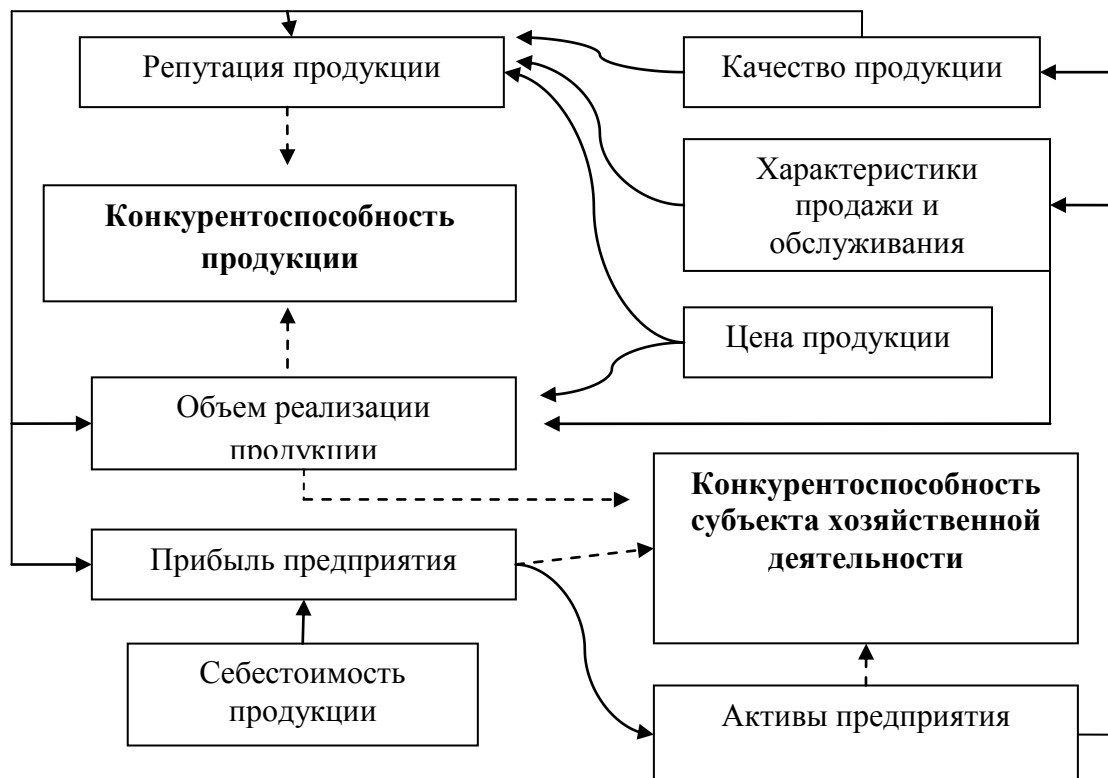 Репутация продукции
Качество продукции
Характеристики
продажи и
обслуживания
Конкурентоспособность
продукции
Цена продукции
Объем реализации
продукции
Конкурентоспособность
субъекта хозяйственной
деятельности
Прибыль предприятия
Себестоимость
продукции
Активы предприятия